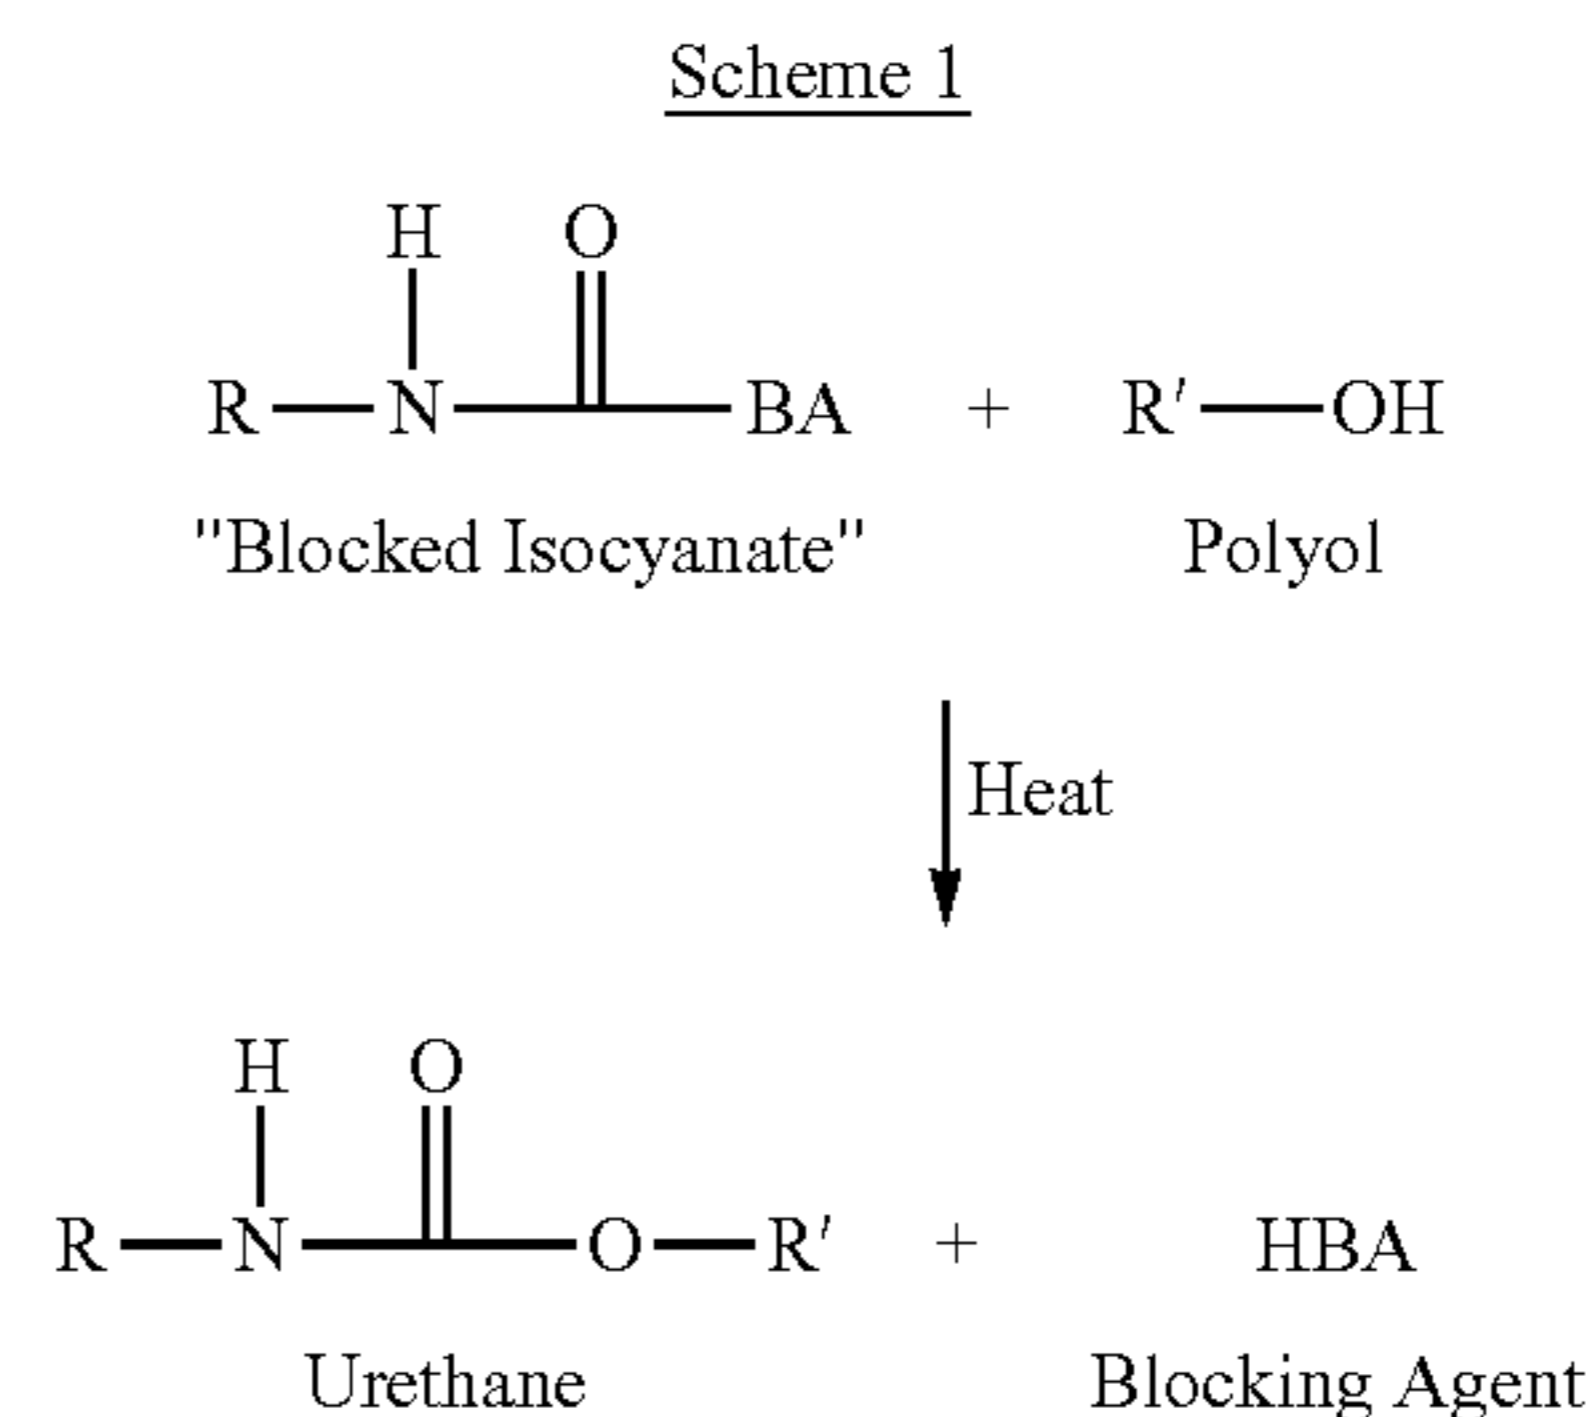 Scheme 1
H O
R N BA + R' OH
"Blocked Isocyanate" Polyol
Heat
H O
R N O R' + HBA
Urethane Blocking Agent